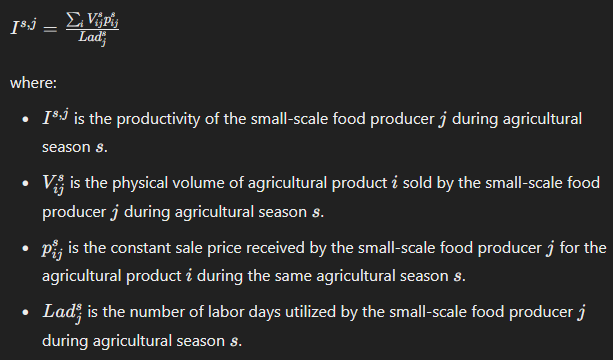 I^{s,j} = \frac{\sum_i V_{ij}^s p_{ij}^s}{Lad_j^s}
where:
• I^{s,j} is the productivity of the small-scale food producer j during agricultural
season s.
• V_{ij}^s is the physical volume of agricultural product i sold by the small-scale food
producer j during agricultural season s.
• p_{ij}^s is the constant sale price received by the small-scale food producer j for the
agricultural product i during the same agricultural season s.
• Lad_j^s is the number of labor days utilized by the small-scale food producer j
during agricultural season s.